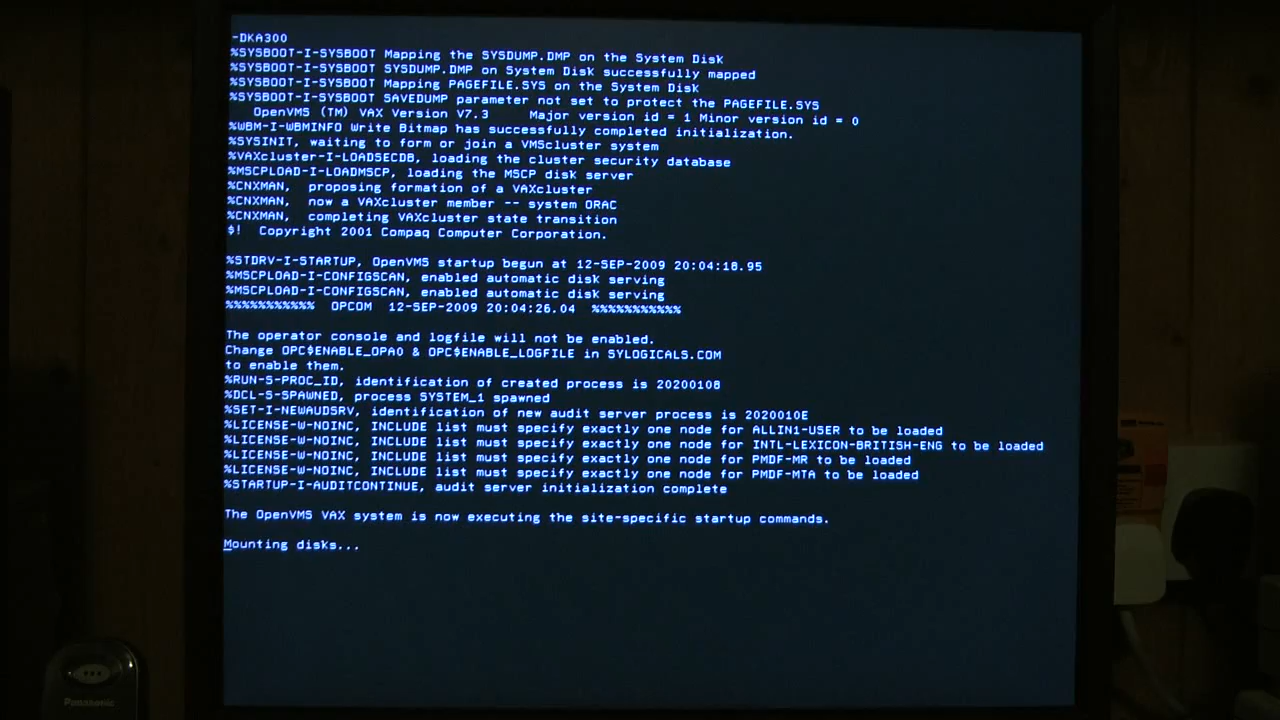 -DKA300
%SYSBOOT-I-SYSBOOT Mapping the SYSDUMP.DMP on the System Disk
%SYSBOOT-I-SYSBOOT SYSDUMP.DMP on System Disk successfully mapped
%SYSBOOT-I-SYSBOOT Mapping PAGEFILE.SYS on the System Disk
%SYSBOOT-I-SYSBOOT SAVEDUMP parameter not set to protect the PAGEFILE.SYS
OpenVMS (TM) VAX Version V7.3 Major version id = 1 Minor version id = 0
%WBM-I-WBMINFO Write Bitmap has successfully completed initialization.
%SYSINIT, waiting to form or join a VMScluster system
%VAXcluster-I-LOADSECDB, loading the cluster security database
%MSCPLOAD-I-LOADMSCP, loading the MSCP disk server
%CNXMAN, proposing formation of a VAXcluster
%CNXMAN, now a VAXcluster member -- system ORAC
%CNXMAN, completing VAXcluster state transition
$! Copyright 2001 Compaq Computer Corporation.
%STDRV-I-STARTUP, OpenVMS startup begun at 12-SEP-2009 20:04:18.95
%MSCPLOAD-I-CONFIGSCAN, enabled automatic disk serving
%MSCPLOAD-I-CONFIGSCAN, enabled automatic disk serving
%%%%%%%%%%% OPCOM 12-SEP-2009 20:04:26.04 %%%%%%%%%%%
The operator console and logfile will not be enabled.
Change OPC$ENABLE_OPA0 & OPC$ENABLE_LOGFILE in SYLOGICALS.COM
to enable them.
%RUN-S-PROC_ID, identification of created process is 20200108
%DCL-S-SPAWNED, process SYSTEM_1 spawned
%SET-I-NEWAUDSRV, identification of new audit server process is 2020010E
%LICENSE-W-NOINC, INCLUDE list must specify exactly one node for ALLIN1-USER to be loaded
%LICENSE-W-NOINC, INCLUDE list must specify exactly one node for INTL-LEXICON-BRITISH-ENG to be loaded
%LICENSE-W-NOINC, INCLUDE list must specify exactly one node for PMDF-MR to be loaded
%LICENSE-W-NOINC, INCLUDE list must specify exactly one node for PMDF-MTA to be loaded
%STARTUP-I-AUDITCONTINUE, audit server initialization complete
The OpenVMS VAX system is now executing the site-specific startup commands.
Mounting disks...
Panasonic